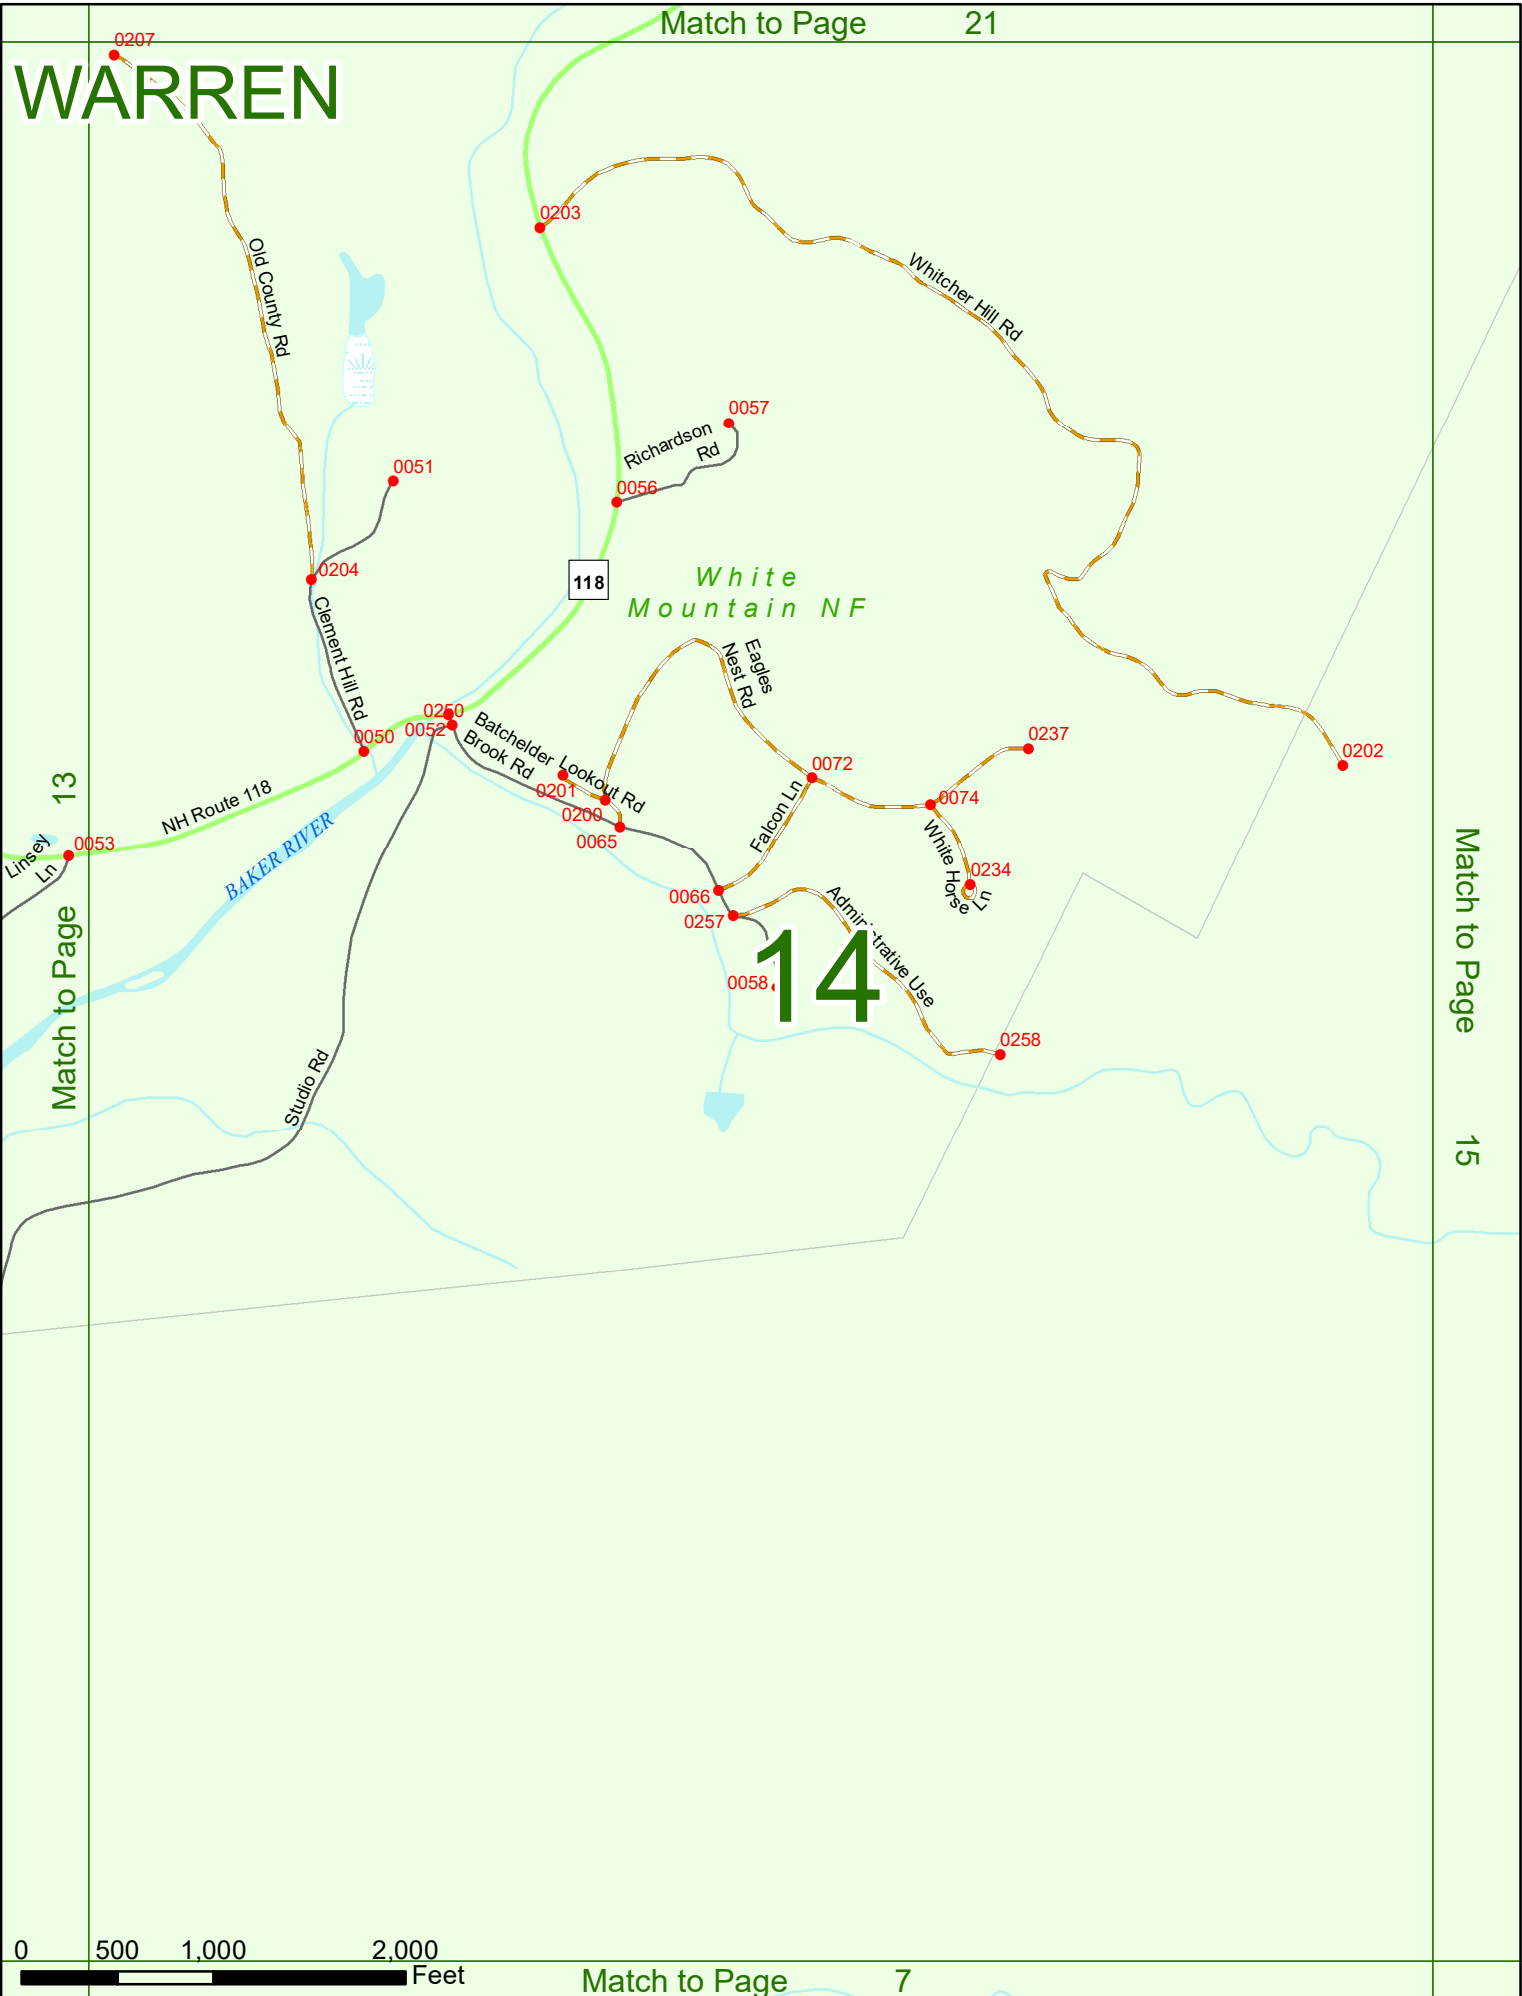 Match to Page 21
0207
WARREN
0203
Old County Rd
Whitcher Hill Rd
0057
Richardson
Rd
0051
0056
0204
118
White
Mountain NF
Clement Hill Rd
Eagles
Nest Rd
0250
0052
0050
Batchelder
Brook Rd
Lookout Rd
0237
0202
0072
0201
0200
0065
0074
13
NH Route 118
Falcon Ln
White Horse
Ln
0053
Linsey
Ln
BAKER RIVER
0234
0066
0257
Administrative Use
14
0058
0258
Match to Page
Match to Page
15
Studio Rd
0 500 1,000 2,000
Feet
Match to Page 7